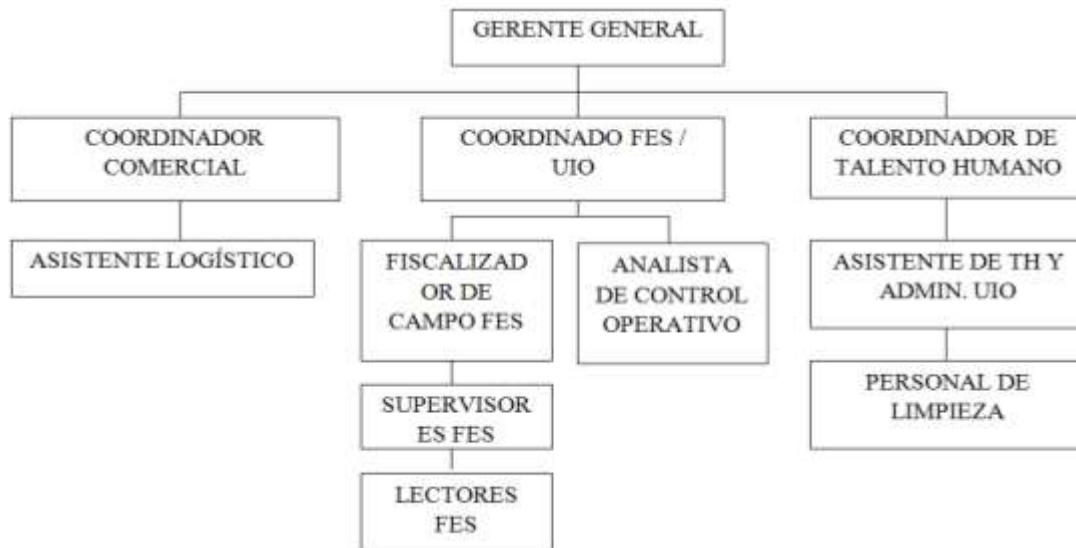 GERENTE GENERAL
COORDINADOR
COMERCIAL
COORDINADO FES /
UIO
COORDINADOR DE
TALENTO HUMANO
ASISTENTE LOGÍSTICO
FISCALIZAD
OR DE
CAMPO FES
ANALISTA
DE CONTROL
OPERATIVO
ASISTENTE DE TH Y
ADMIN. UIO
SUPERVISOR
ES FES
PERSONAL DE
LIMPIEZA
LECTORES
FES